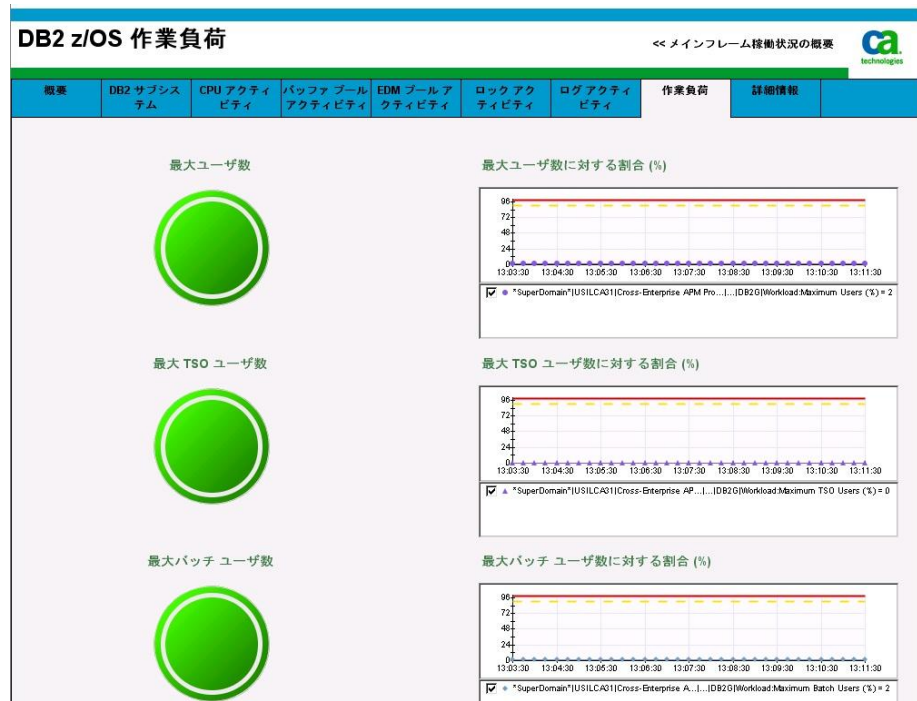 DB2 z/OS 作業負荷
<< メインフレーム稼働状況の概要
ca
technologies
概要
DB2 サブシス
テム
CPU アクティ
ビティ
バッファ プール
アクティビティ
EDM プール ア
クティビティ
ロック アク
ティビティ
ログ アクティ
ビティ
作業負荷
詳細情報
最大ユーザ数
最大ユーザ数に対する割合 (%)
96
72
48
24
0
13:03:30 13:04:30 13:05:30 13:06:30 13:07:30 13:08:30 13:09:30 13:10:30 13:11:30
*SuperDomain*|USILCA31|Cross-Enterprise APM Pro...|...|DB2G|Workload:Maximum Users (%) = 2
最大 TSO ユーザ数
最大 TSO ユーザ数に対する割合 (%)
96
72
48
24
0
13:03:30 13:04:30 13:05:30 13:06:30 13:07:30 13:08:30 13:09:30 13:10:30 13:11:30
*SuperDomain*|USILCA31|Cross-Enterprise AP...|...|DB2G|Workload:Maximum TSO Users (%) = 0
最大バッチ ユーザ数
最大バッチ ユーザ数に対する割合 (%)
96
72
48
24
0
13:03:30 13:04:30 13:05:30 13:06:30 13:07:30 13:08:30 13:09:30 13:10:30 13:11:30
*SuperDomain*|USILCA31|Cross-Enterprise A...|...|DB2G|Workload:Maximum Batch Users (%) = 2